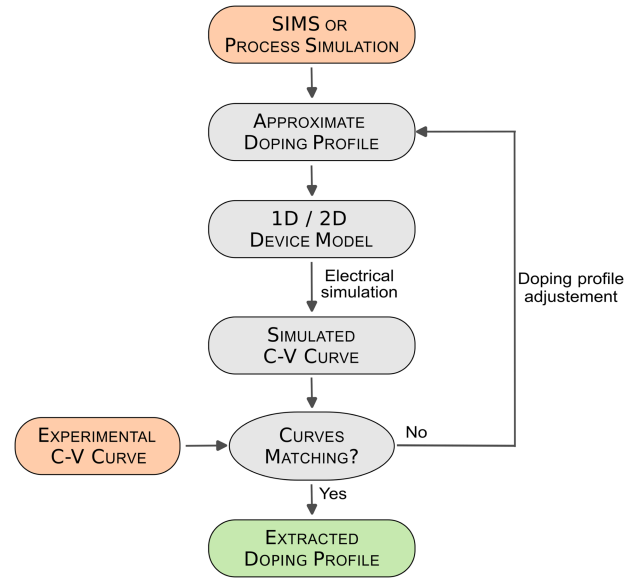 SIMS OR
PROCESS SIMULATION
APPROXIMATE
DOPING PROFILE
1D / 2D
DEVICE MODEL
Electrical
simulation
Doping profile
adjustement
SIMULATED
C-V CURVE
EXPERIMENTAL
C-V CURVE
CURVES
MATCHING?
No
Yes
EXTRACTED
DOPING PROFILE